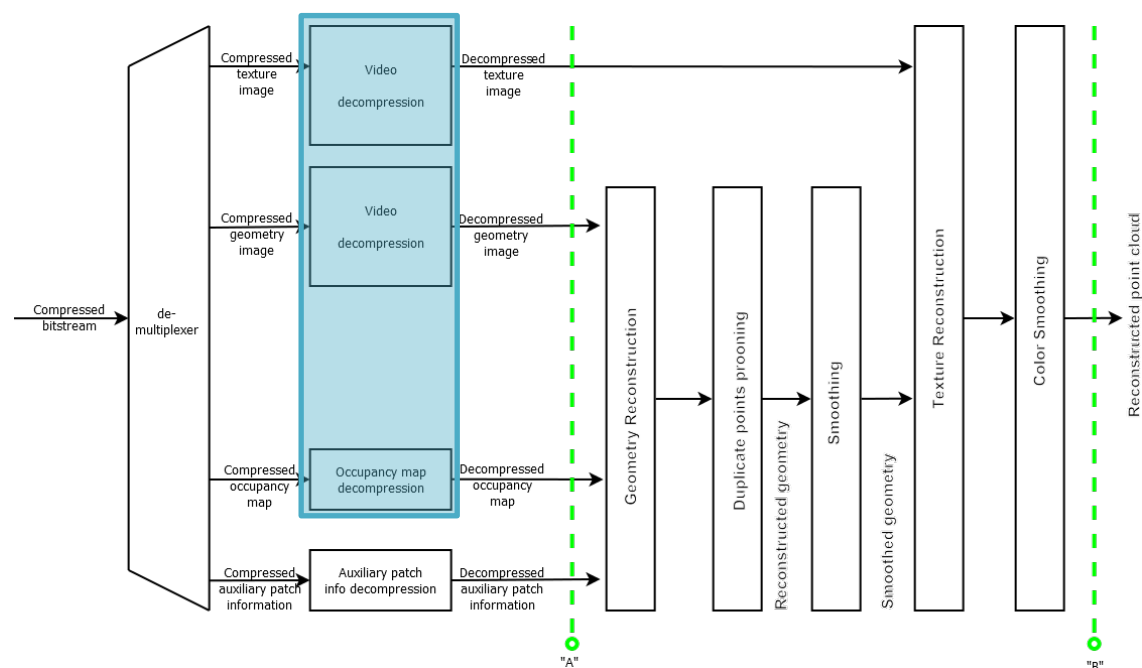 Compressed
texture
image
Video
decompression
Decompressed
texture
image
Compressed
geometry
image
Video
decompression
Decompressed
geometry
image
Compressed
bitstream
de-
multiplexer
Compressed
occupancy
map
Occupancy map
decompression
Decompressed
occupancy
map
Compressed
auxiliary patch
information
Auxiliary patch
info decompression
Decompressed
auxiliary patch
information
Geometry Reconstruction
Duplicate points prooning
Reconstructed geometry
Smoothing
Smoothed geometry
Texture Reconstruction
Color Smoothing
Reconstructed point cloud
"A"
"B"